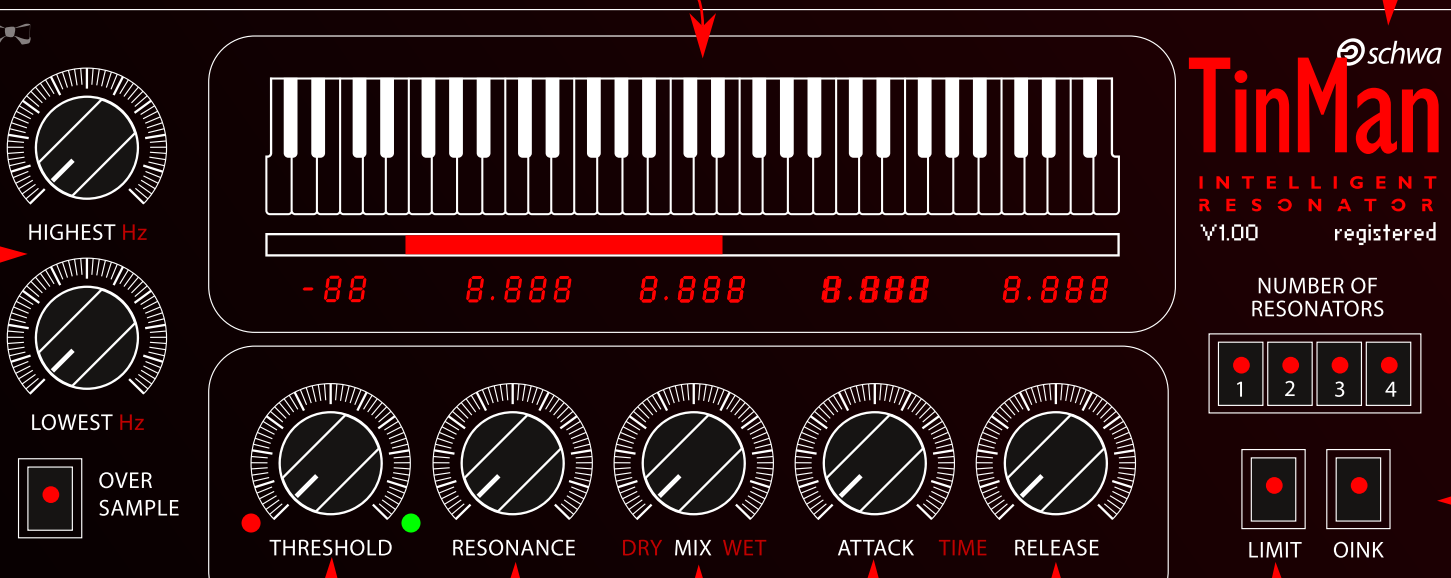 schwa
TinMan
INTELLIGENT
RESONATOR
V1.00 registered
HIGHEST Hz
LOWEST Hz
OVER
SAMPLE
-88 8.888 8.888 8.888 8.888
NUMBER OF
RESONATORS
1 2 3 4
THRESHOLD RESONANCE DRY MIX WET ATTACK TIME RELEASE
LIMIT OINK